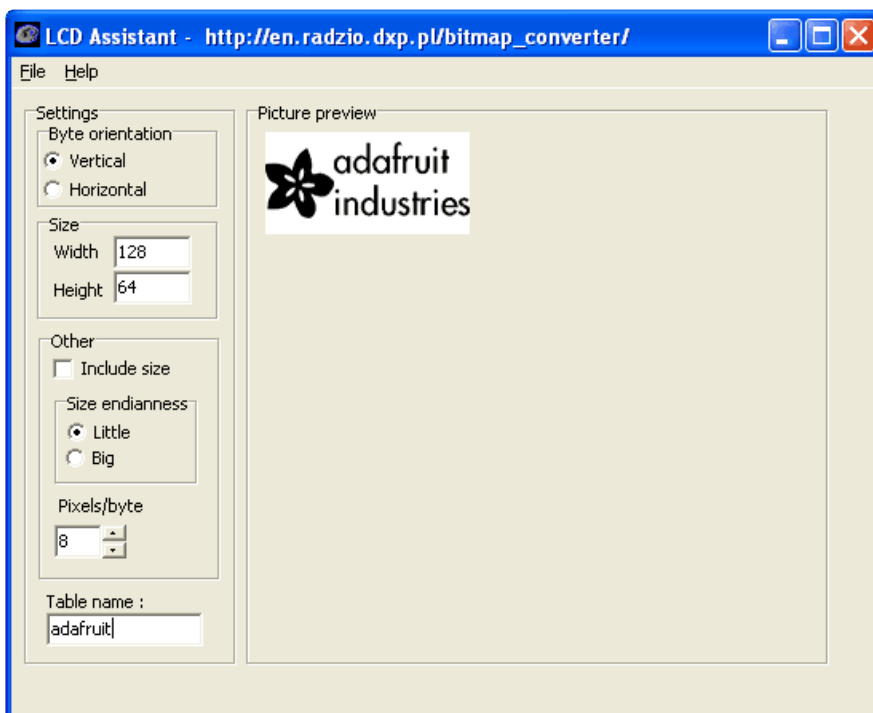 LCD Assistant - http://en.radzio.dxp.pl/bitmap_converter/
File Help
Settings
Byte orientation
Vertical
Horizontal
Size
Width 128
Height 64
Other
Include size
Size endianness
Little
Big
Pixels/byte
8
Table name :
adafruit
Picture preview
adafruit
industries